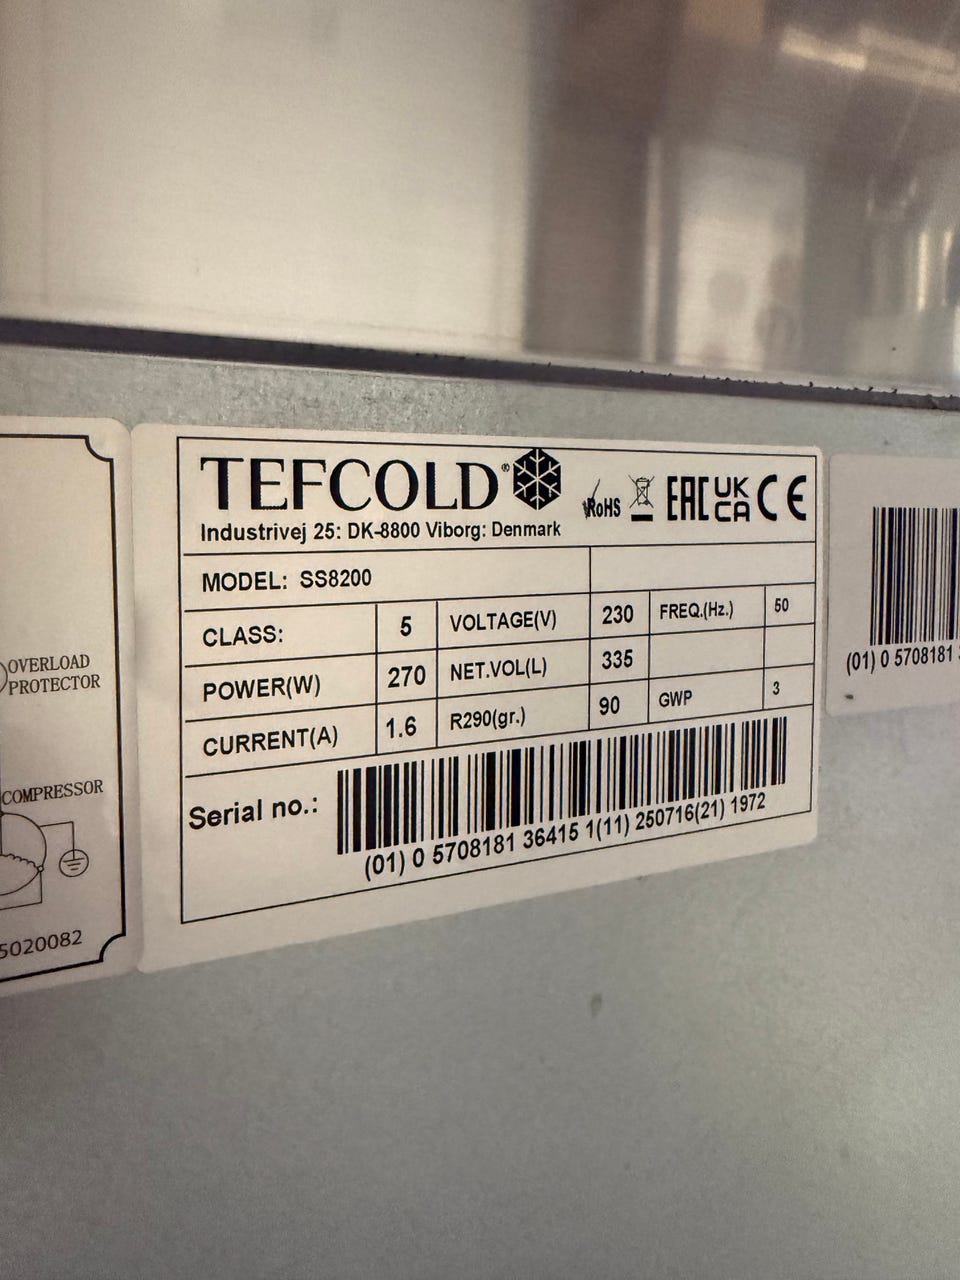 TEFCOLD®
RoHS EAC UK CA CE
Industrivej 25: DK-8800 Viborg: Denmark
MODEL: SS8200
CLASS: 5 VOLTAGE(V) 230 FREQ.(Hz.) 50
POWER(W) 270 NET.VOL(L) 335
CURRENT(A) 1.6 R290(gr.) 90 GWP 3
Serial no.:
(01) 0 5708181 36415 1(11) 250716(21) 1972
OVERLOAD
PROTECTOR
COMPRESSOR
5020082
(01) 0 5708181